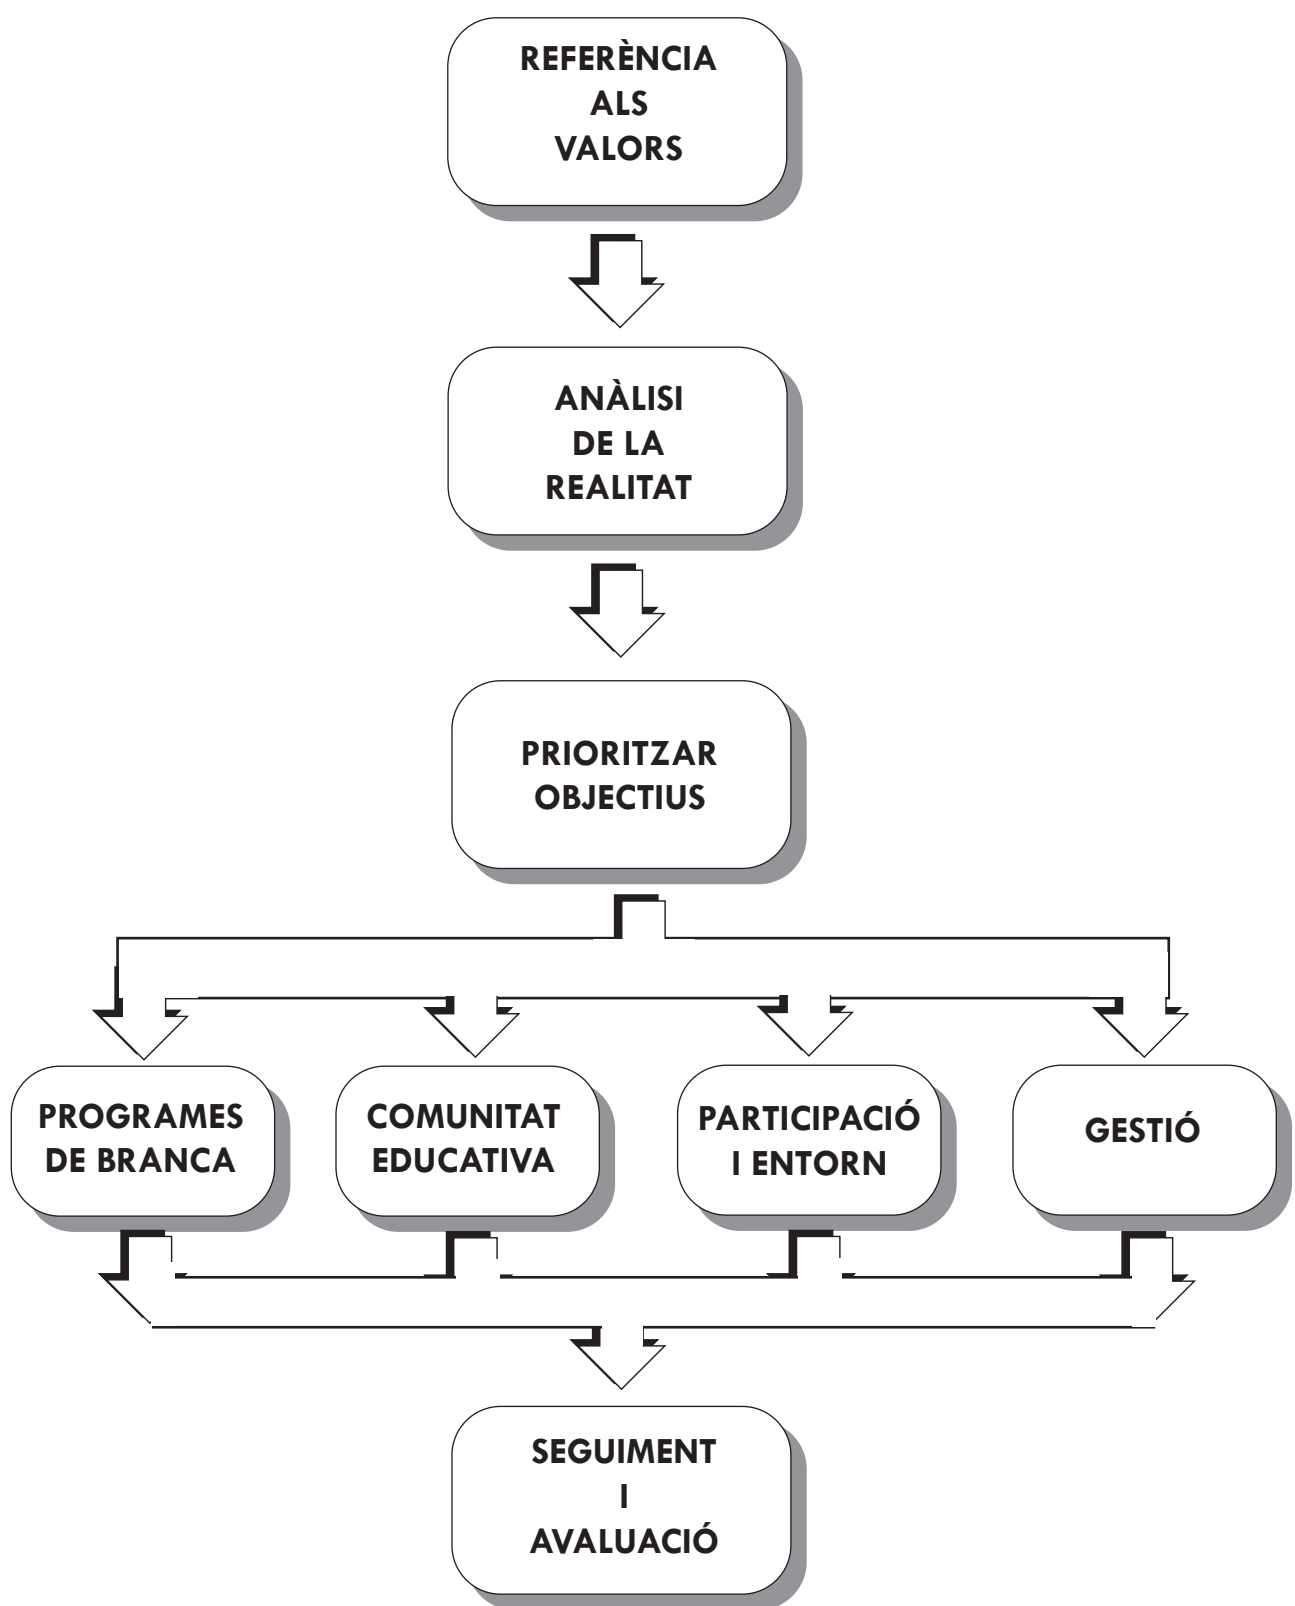 REFERÈNCIA
ALS
VALORS
ANÀLISI
DE LA
REALITAT
PRIORITZAR
OBJECTIUS
PROGRAMES
DE BRANCA
COMUNITAT
EDUCATIVA
PARTICIPACIÓ
I ENTORN
GESTIÓ
SEGUIMENT
I
AVALUACIÓ